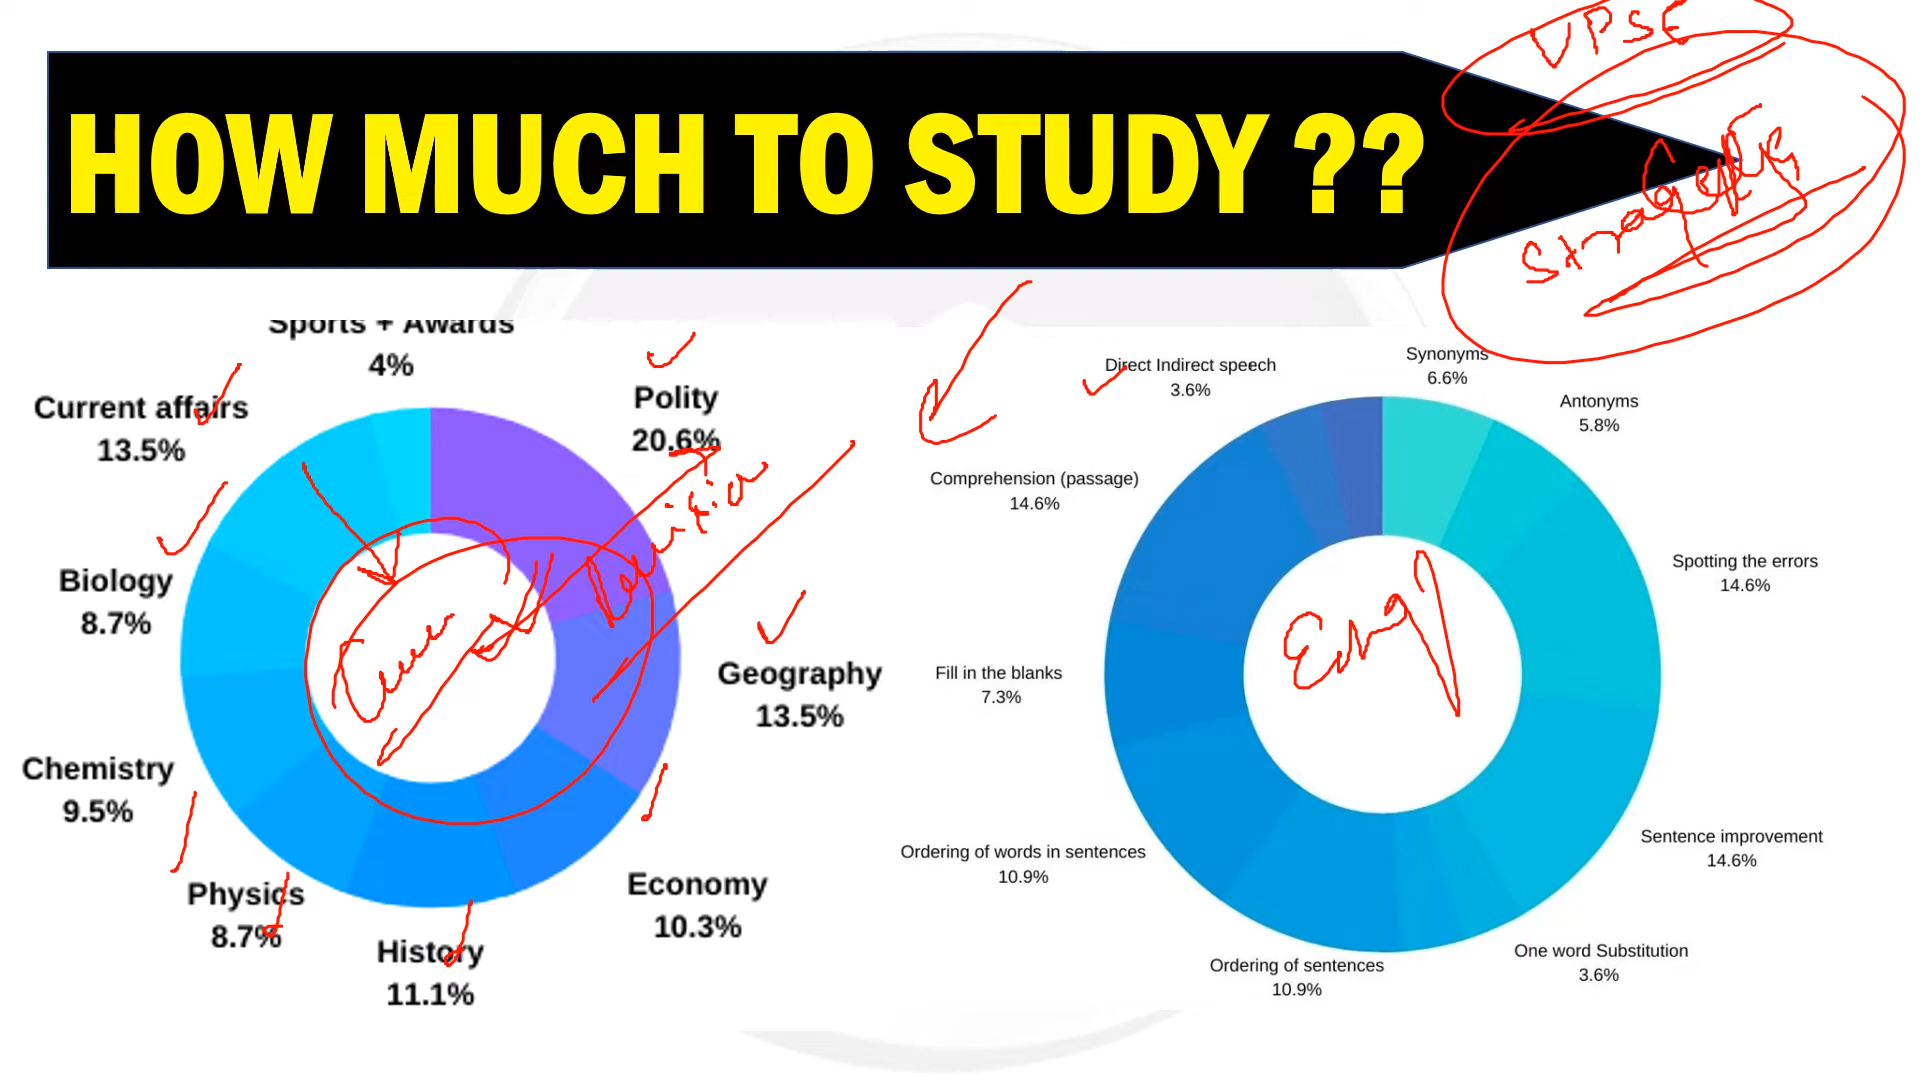 UPSC
HOW MUCH TO STUDY ??
Sports + Awards
4%
Current affairs
13.5%
Polity
20.6%
Biology
8.7%
Geography
13.5%
Chemistry
9.5%
Physics
8.7%
History
11.1%
Economy
10.3%
Direct Indirect speech
3.6%
Synonyms
6.6%
Antonyms
5.8%
Comprehension (passage)
14.6%
Spotting the errors
14.6%
Fill in the blanks
7.3%
Eng
Ordering of words in sentences
10.9%
Sentence improvement
14.6%
Ordering of sentences
10.9%
One word Substitution
3.6%